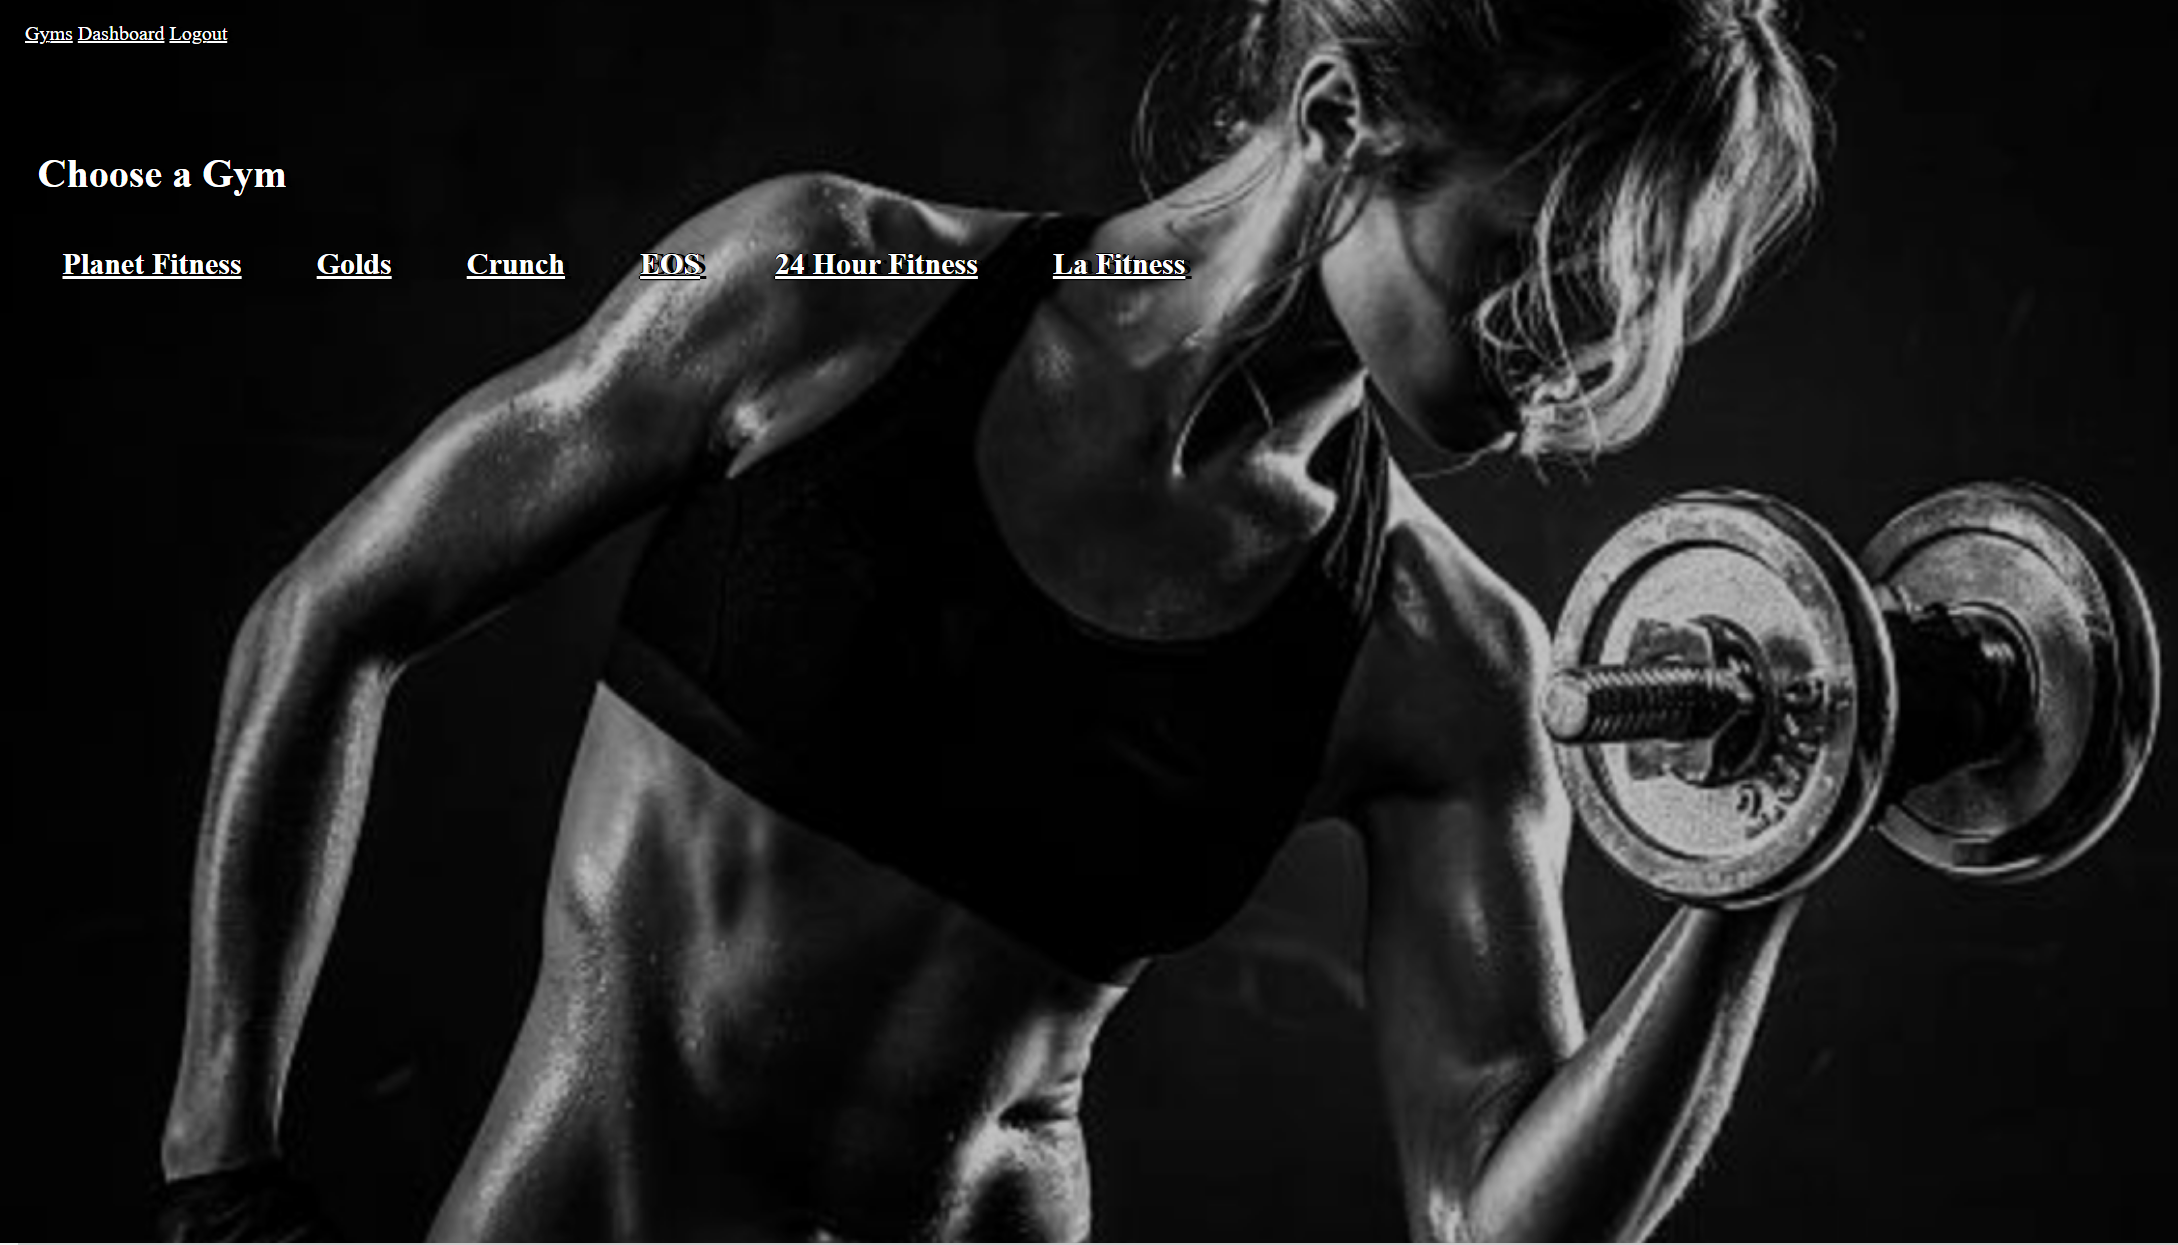 Gyms Dashboard Logout
Choose a Gym
Planet Fitness Golds Crunch EOS 24 Hour Fitness La Fitness